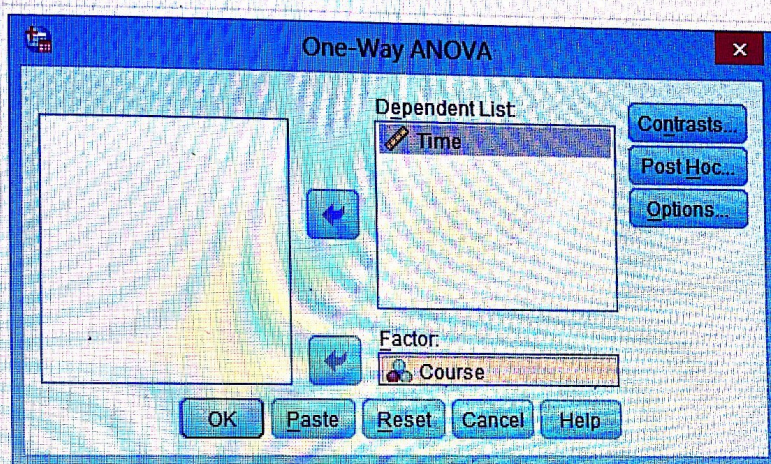 One-Way ANOVA
Dependent List:
Time
Contrasts...
Post Hoc...
Options...
Factor:
Course
OK Paste Reset Cancel Help